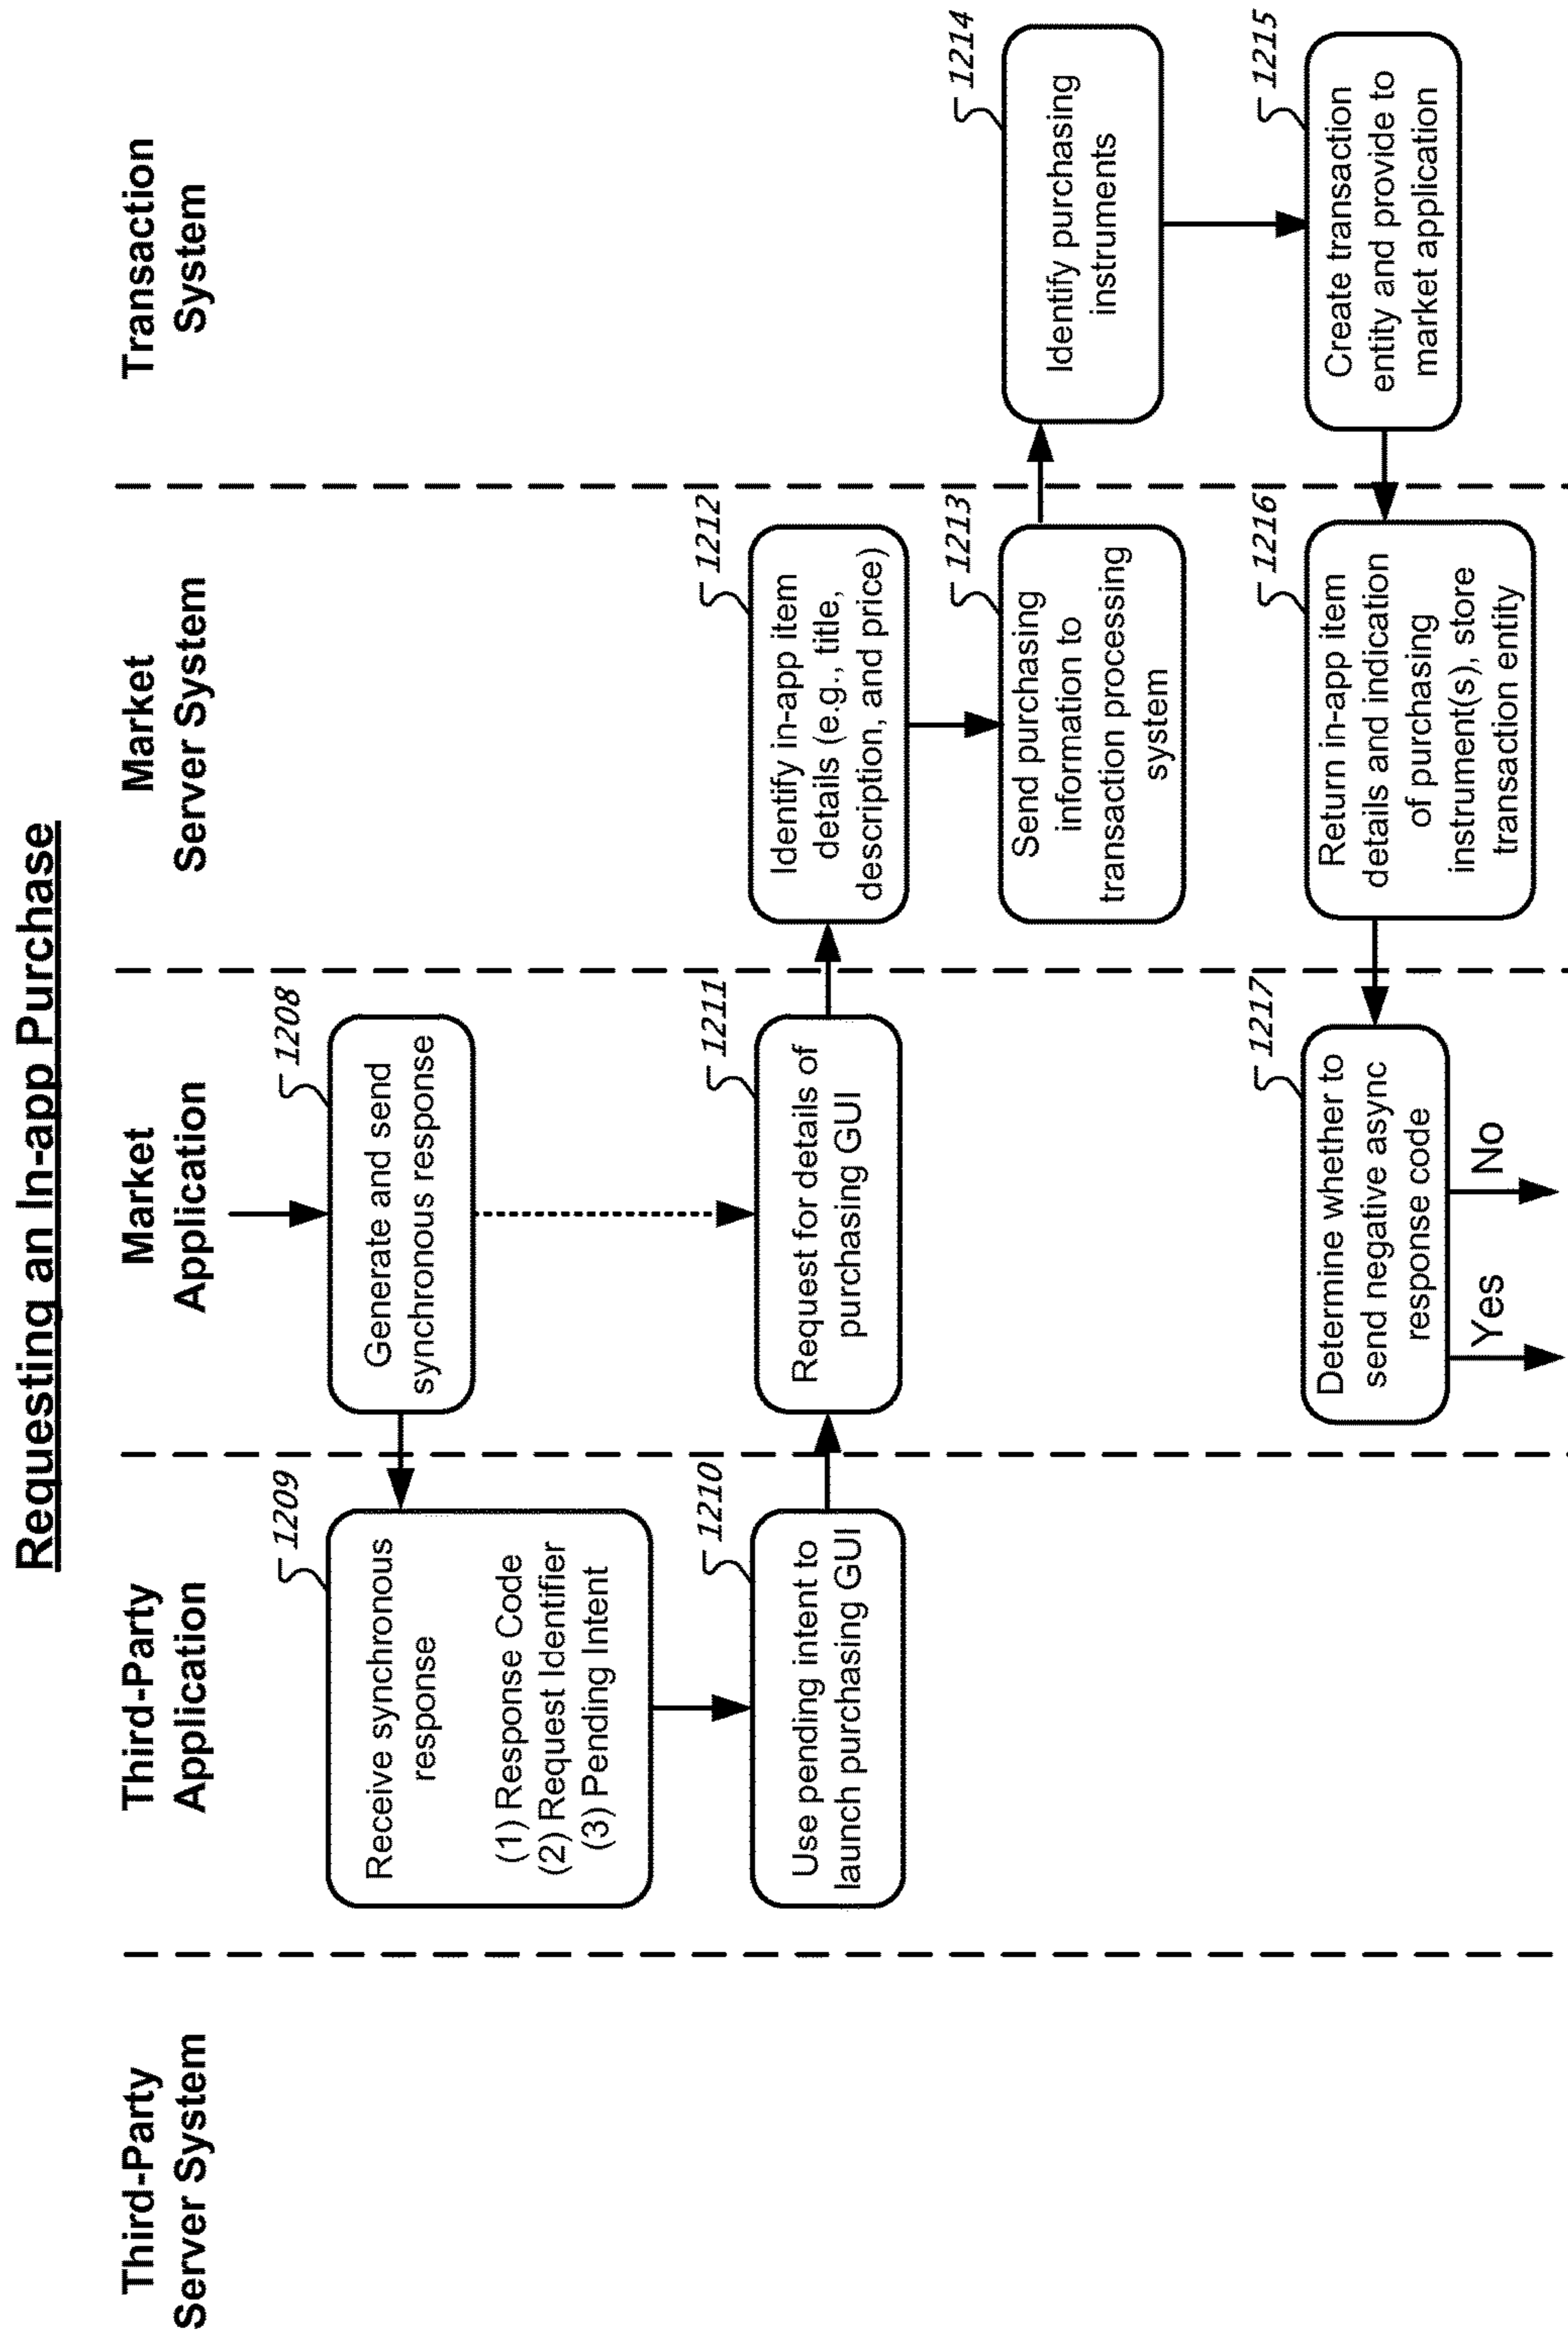 Requesting an In-app Purchase
Third-Party
Server System
Third-Party
Application
Market
Application
Market
Server System
Transaction
System
1208
Generate and send
synchronous response
1209
Receive synchronous
response
(1) Response Code
(2) Request Identifier
(3) Pending Intent
1210
Use pending intent to
launch purchasing GUI
1211
Request for details of
purchasing GUI
1212
Identify in-app item
details (e.g., title,
description, and price)
1213
Send purchasing
information to
transaction processing
system
1214
Identify purchasing
instruments
1215
Create transaction
entity and provide to
market application
1216
Return in-app item
details and indication
of purchasing
instrument(s), store
transaction entity
1217
Determine whether to
send negative async
response code
Yes
No